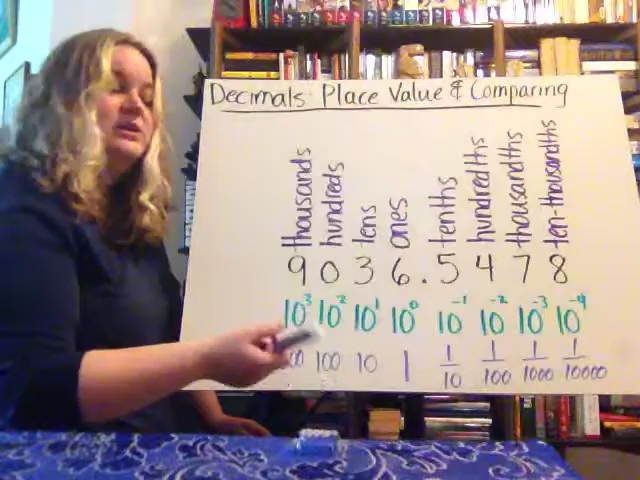 Decimals: Place Value & Comparing
thousands hundreds tens ones tenths hundredths thousandths ten-thousandths
9 0 3 6 . 5 4 7 8
10³ 10² 10¹ 10⁰ 10⁻¹ 10⁻² 10⁻³ 10⁻⁴
100 10 1 1/10 1/100 1/1000 1/10000